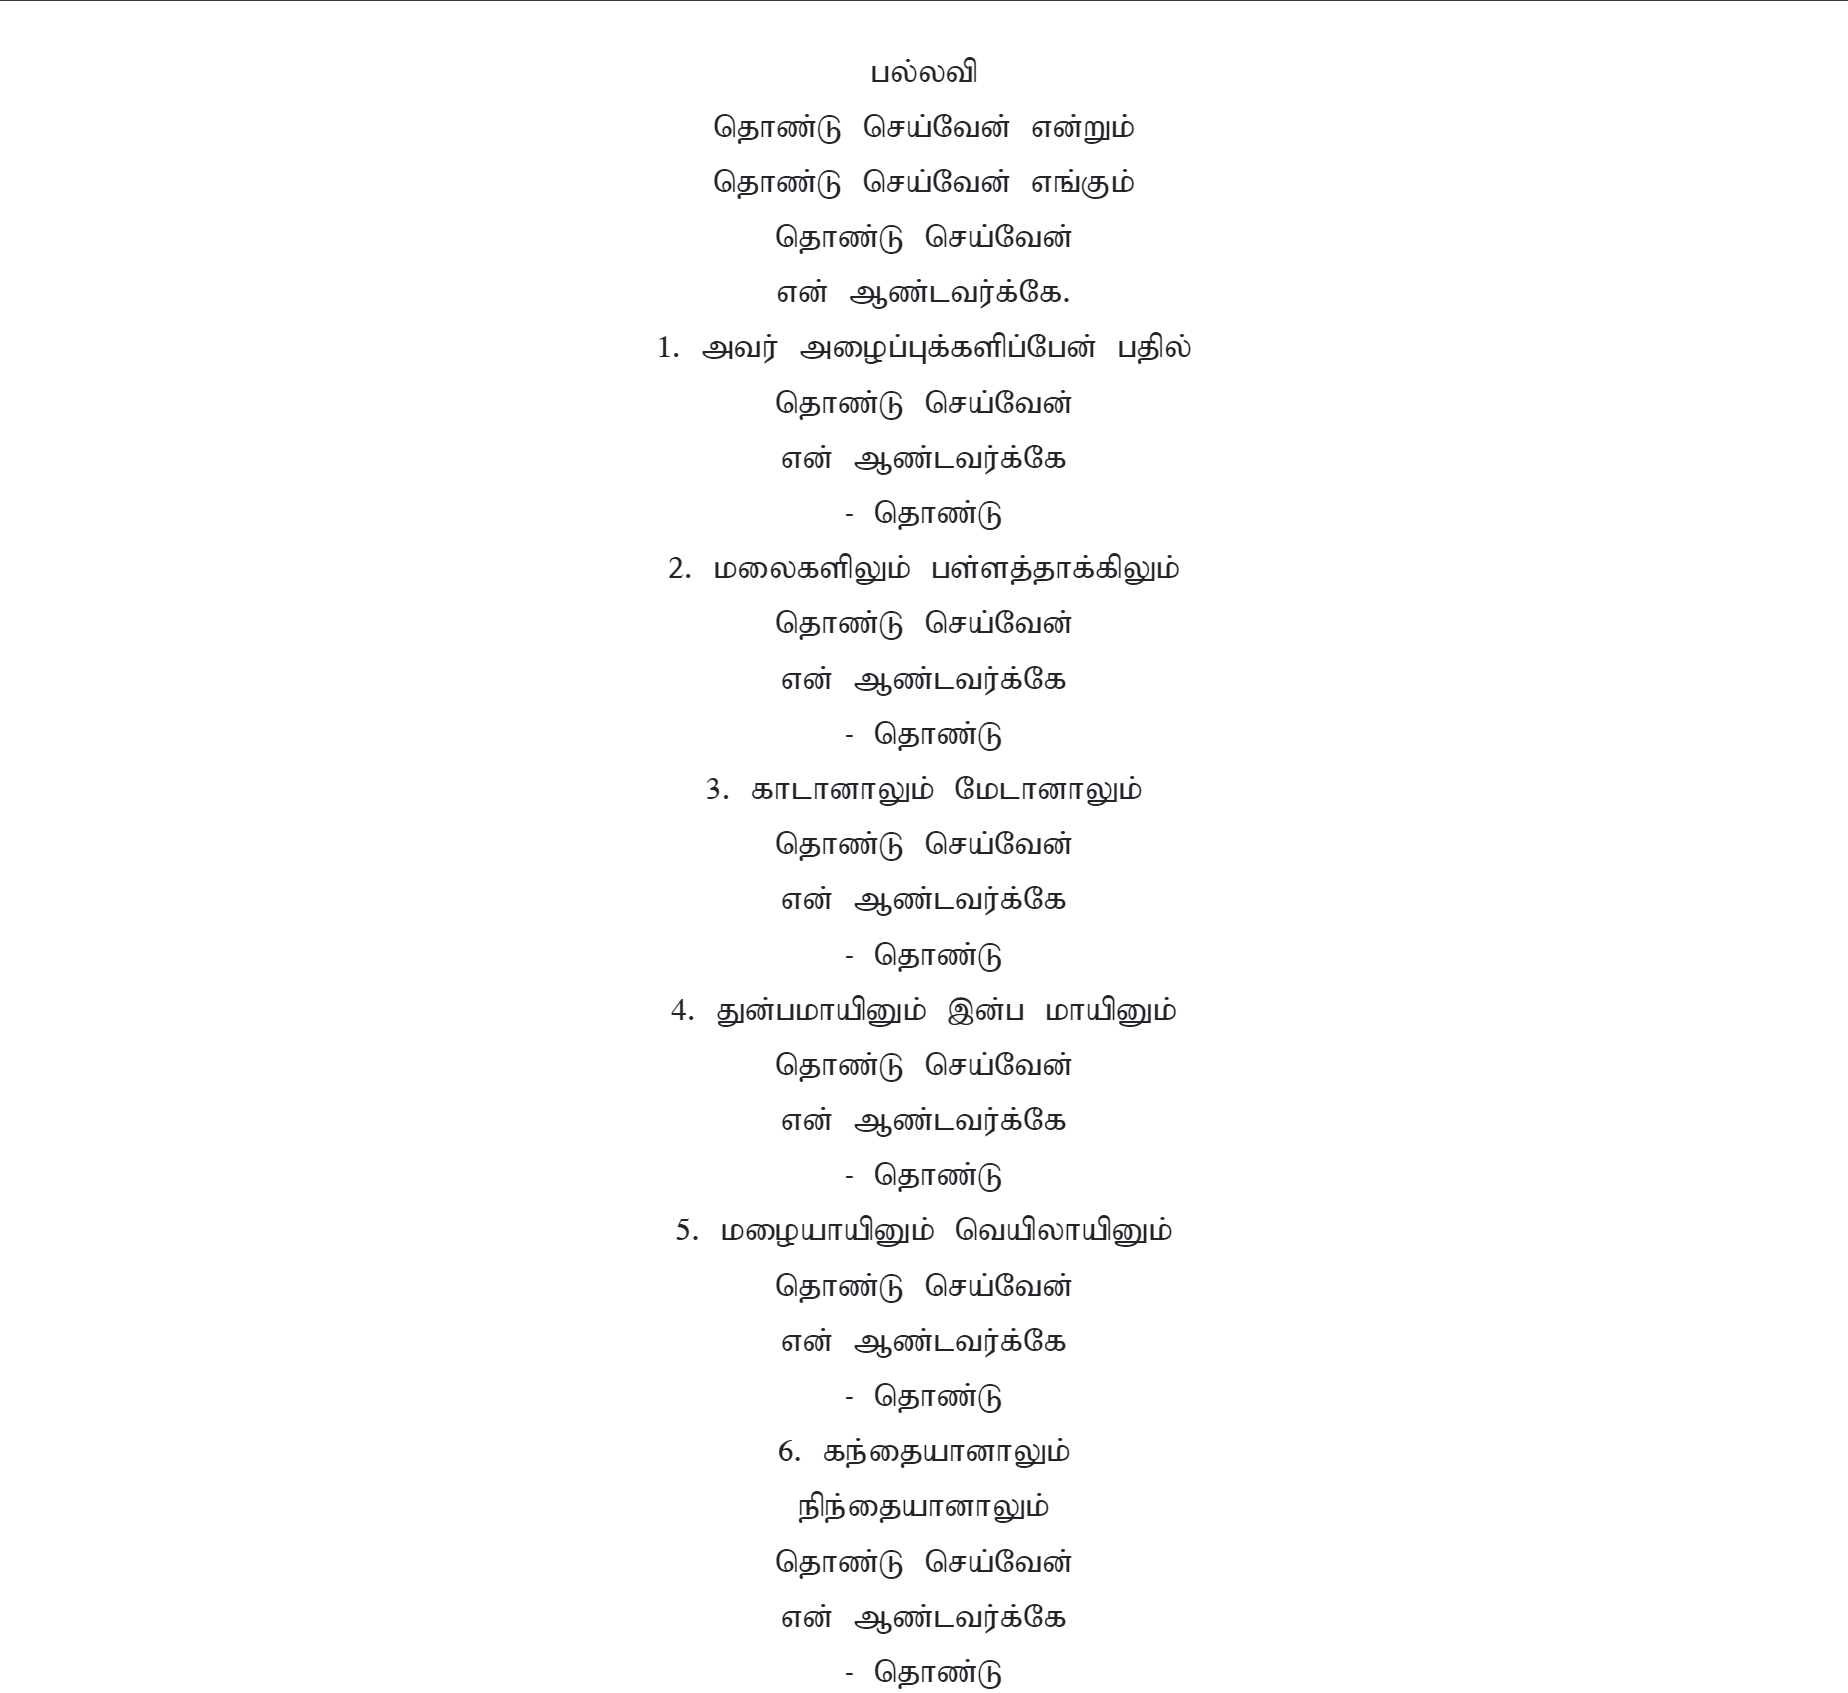 பல்லவி
தொண்டு செய்வேன் என்றும்
தொண்டு செய்வேன் எங்கும்
தொண்டு செய்வேன்
என் ஆண்டவர்க்கே.
1. அவர் அழைப்புக்களிப்பேன் பதில்
தொண்டு செய்வேன்
என் ஆண்டவர்க்கே
- தொண்டு
2. மலைகளிலும் பள்ளத்தாக்கிலும்
தொண்டு செய்வேன்
என் ஆண்டவர்க்கே
- தொண்டு
3. காடானாலும் மேடானாலும்
தொண்டு செய்வேன்
என் ஆண்டவர்க்கே
- தொண்டு
4. துன்பமாயினும் இன்ப மாயினும்
தொண்டு செய்வேன்
என் ஆண்டவர்க்கே
- தொண்டு
5. மழையாயினும் வெயிலாயினும்
தொண்டு செய்வேன்
என் ஆண்டவர்க்கே
- தொண்டு
6. கந்தையானாலும்
நிந்தையானாலும்
தொண்டு செய்வேன்
என் ஆண்டவர்க்கே
- தொண்டு